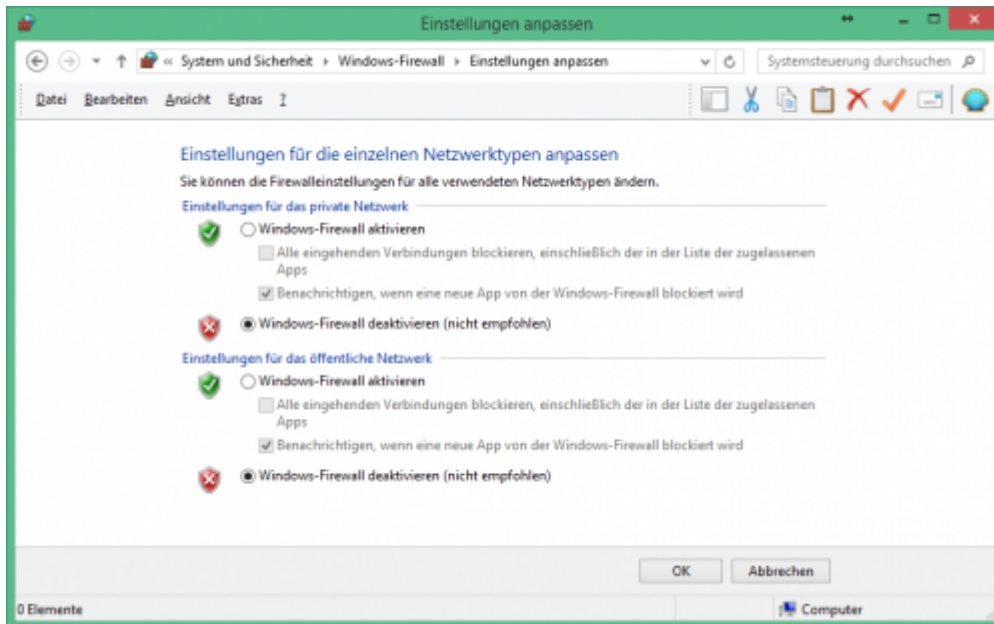 Einstellungen anpassen
« System und Sicherheit ▸ Windows-Firewall ▸ Einstellungen anpassen
Systemsteuerung durchsuchen
Datei Bearbeiten Ansicht Extras ?
Einstellungen für die einzelnen Netzwerktypen anpassen
Sie können die Firewalleinstellungen für alle verwendeten Netzwerktypen ändern.
Einstellungen für das private Netzwerk
Windows-Firewall aktivieren
Alle eingehenden Verbindungen blockieren, einschließlich der in der Liste der zugelassenen
Apps
Benachrichtigen, wenn eine neue App von der Windows-Firewall blockiert wird
Windows-Firewall deaktivieren (nicht empfohlen)
Einstellungen für das öffentliche Netzwerk
Windows-Firewall aktivieren
Alle eingehenden Verbindungen blockieren, einschließlich der in der Liste der zugelassenen
Apps
Benachrichtigen, wenn eine neue App von der Windows-Firewall blockiert wird
Windows-Firewall deaktivieren (nicht empfohlen)
OK Abbrechen
0 Elemente Computer